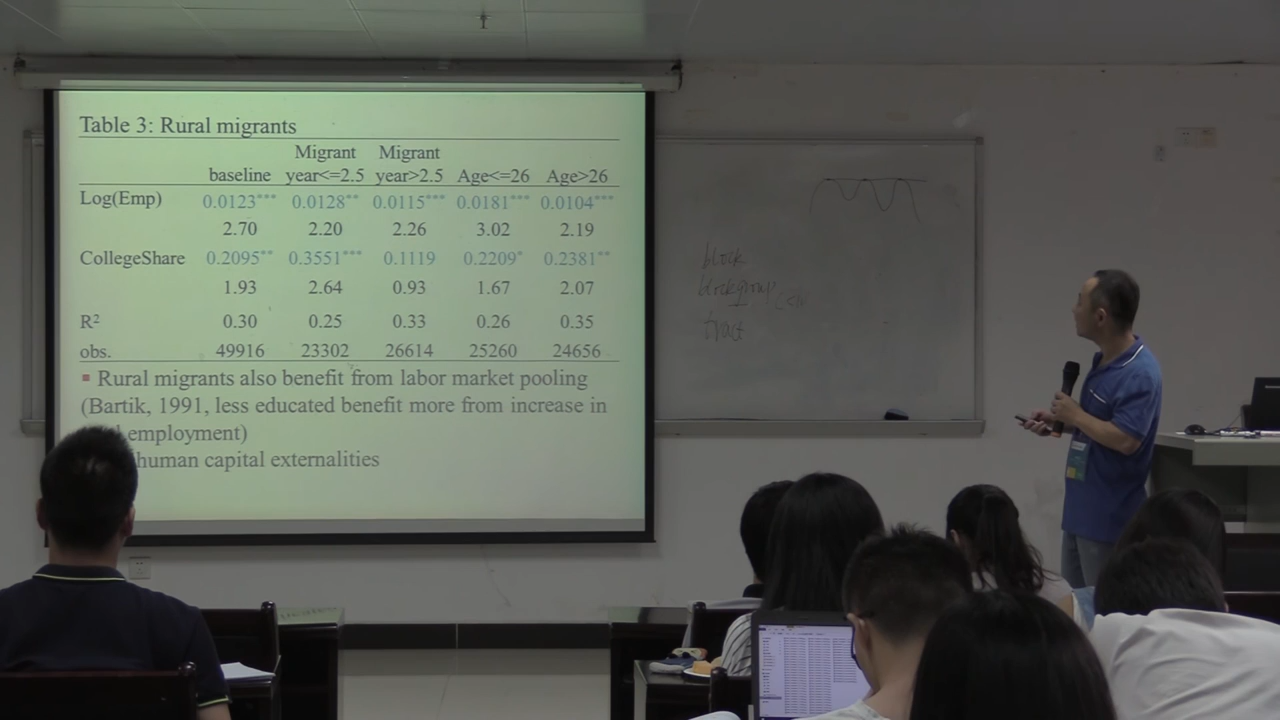 Table 3: Rural migrants
Migrant Migrant
baseline year<=2.5 year>2.5 Age<=26 Age>26
Log(Emp) 0.0123*** 0.0128** 0.0115*** 0.0181*** 0.0104***
2.70 2.20 2.26 3.02 2.19
CollegeShare 0.2095** 0.3551*** 0.1119 0.2209* 0.2381**
1.93 2.64 0.93 1.67 2.07
R² 0.30 0.25 0.33 0.26 0.35
obs. 49916 23302 26614 25260 24656
▪ Rural migrants also benefit from labor market pooling
(Bartik, 1991, less educated benefit more from increase in
employment)
human capital externalities
block
blockgroup
tract